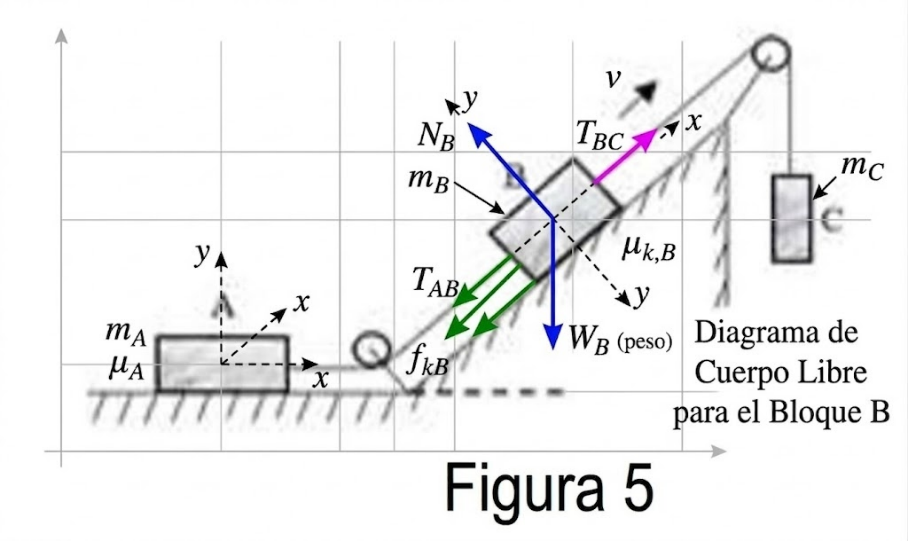 v
y
N_B
T_BC
x
m_C
B
m_B
C
μ_k,B
y
y
T_AB
A
x
m_A
W_B (peso)
μ_A
x
f_kB
Diagrama de
Cuerpo Libre
para el Bloque B
Figura 5